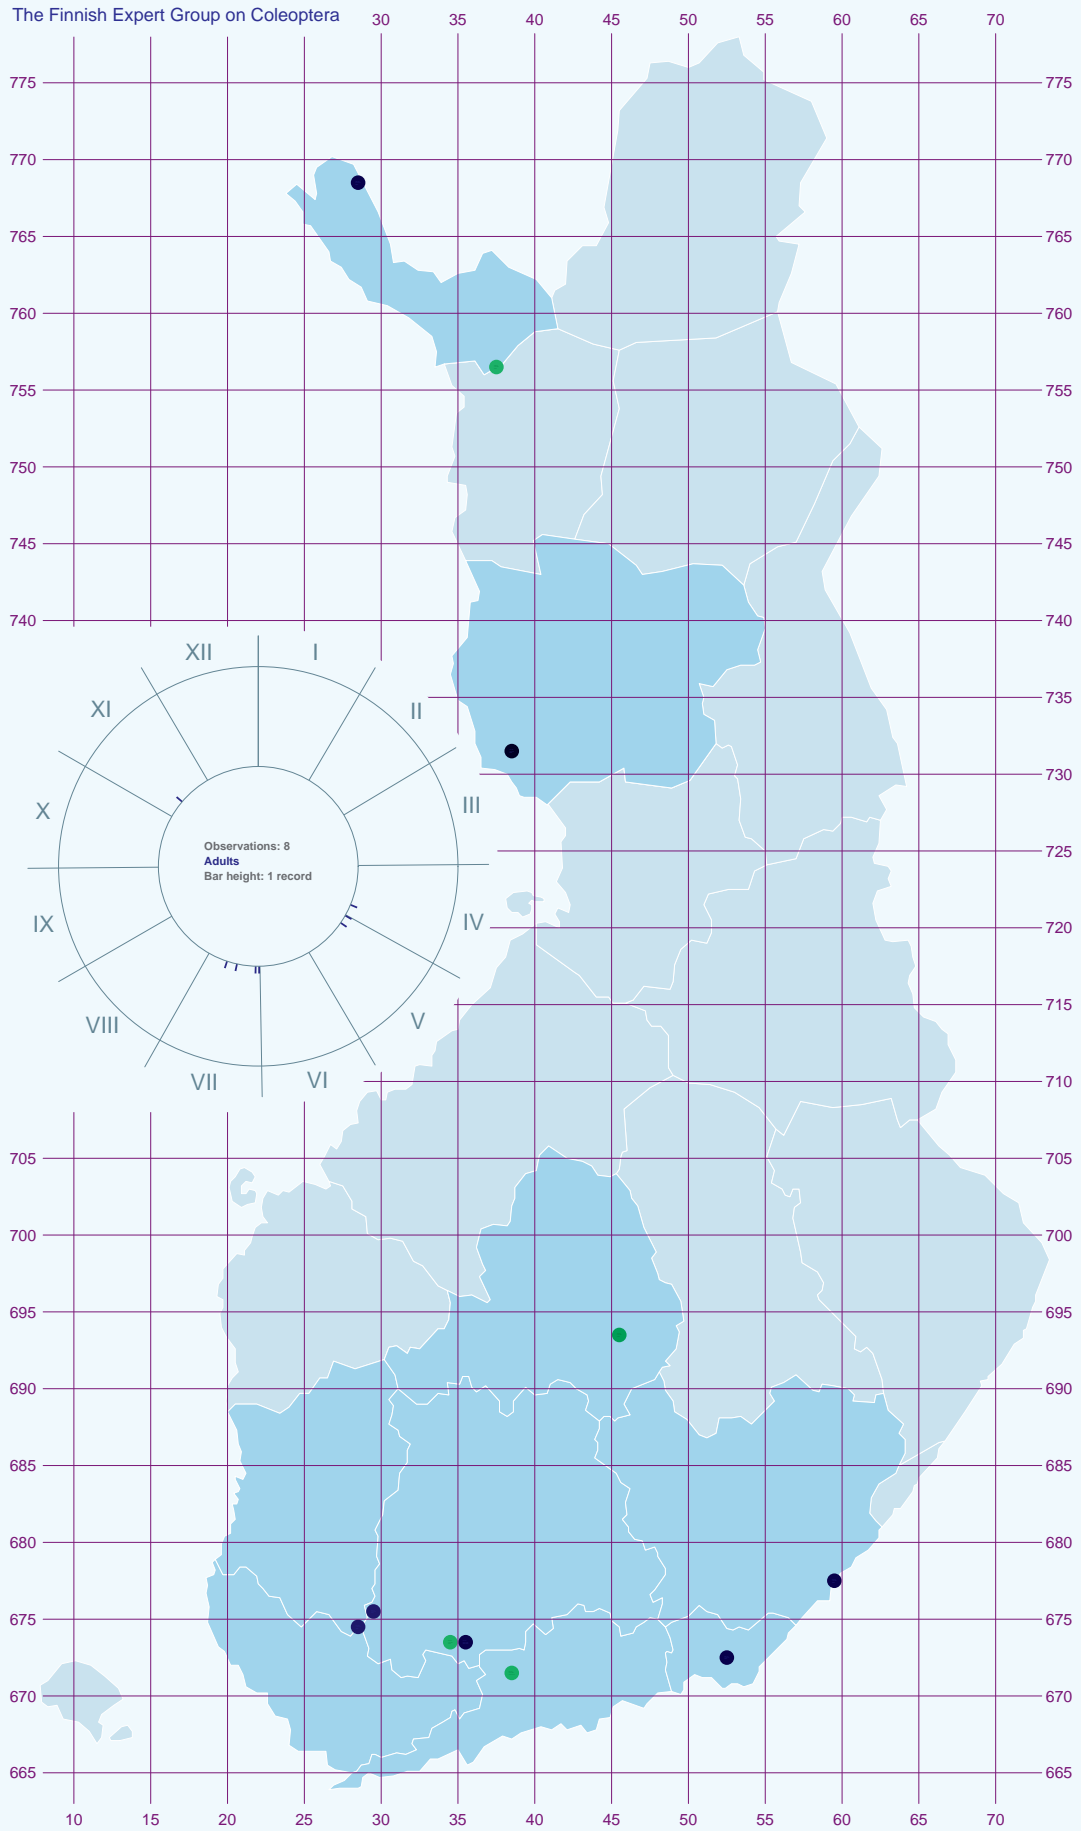 The Finnish Expert Group on Coleoptera
30 35 40 45 50 55 60 65 70
775 775
770 770
765 765
760 760
755 755
750 750
745 745
740 740
XII I
XI II
735
730
X III
Observations: 8
Adults
Bar height: 1 record
725
IX IV 720
715
VIII V
VII VI
710
705 705
700 700
695 695
690 690
685 685
680 680
675 675
670 670
665 665
10 15 20 25 30 35 40 45 50 55 60 65 70